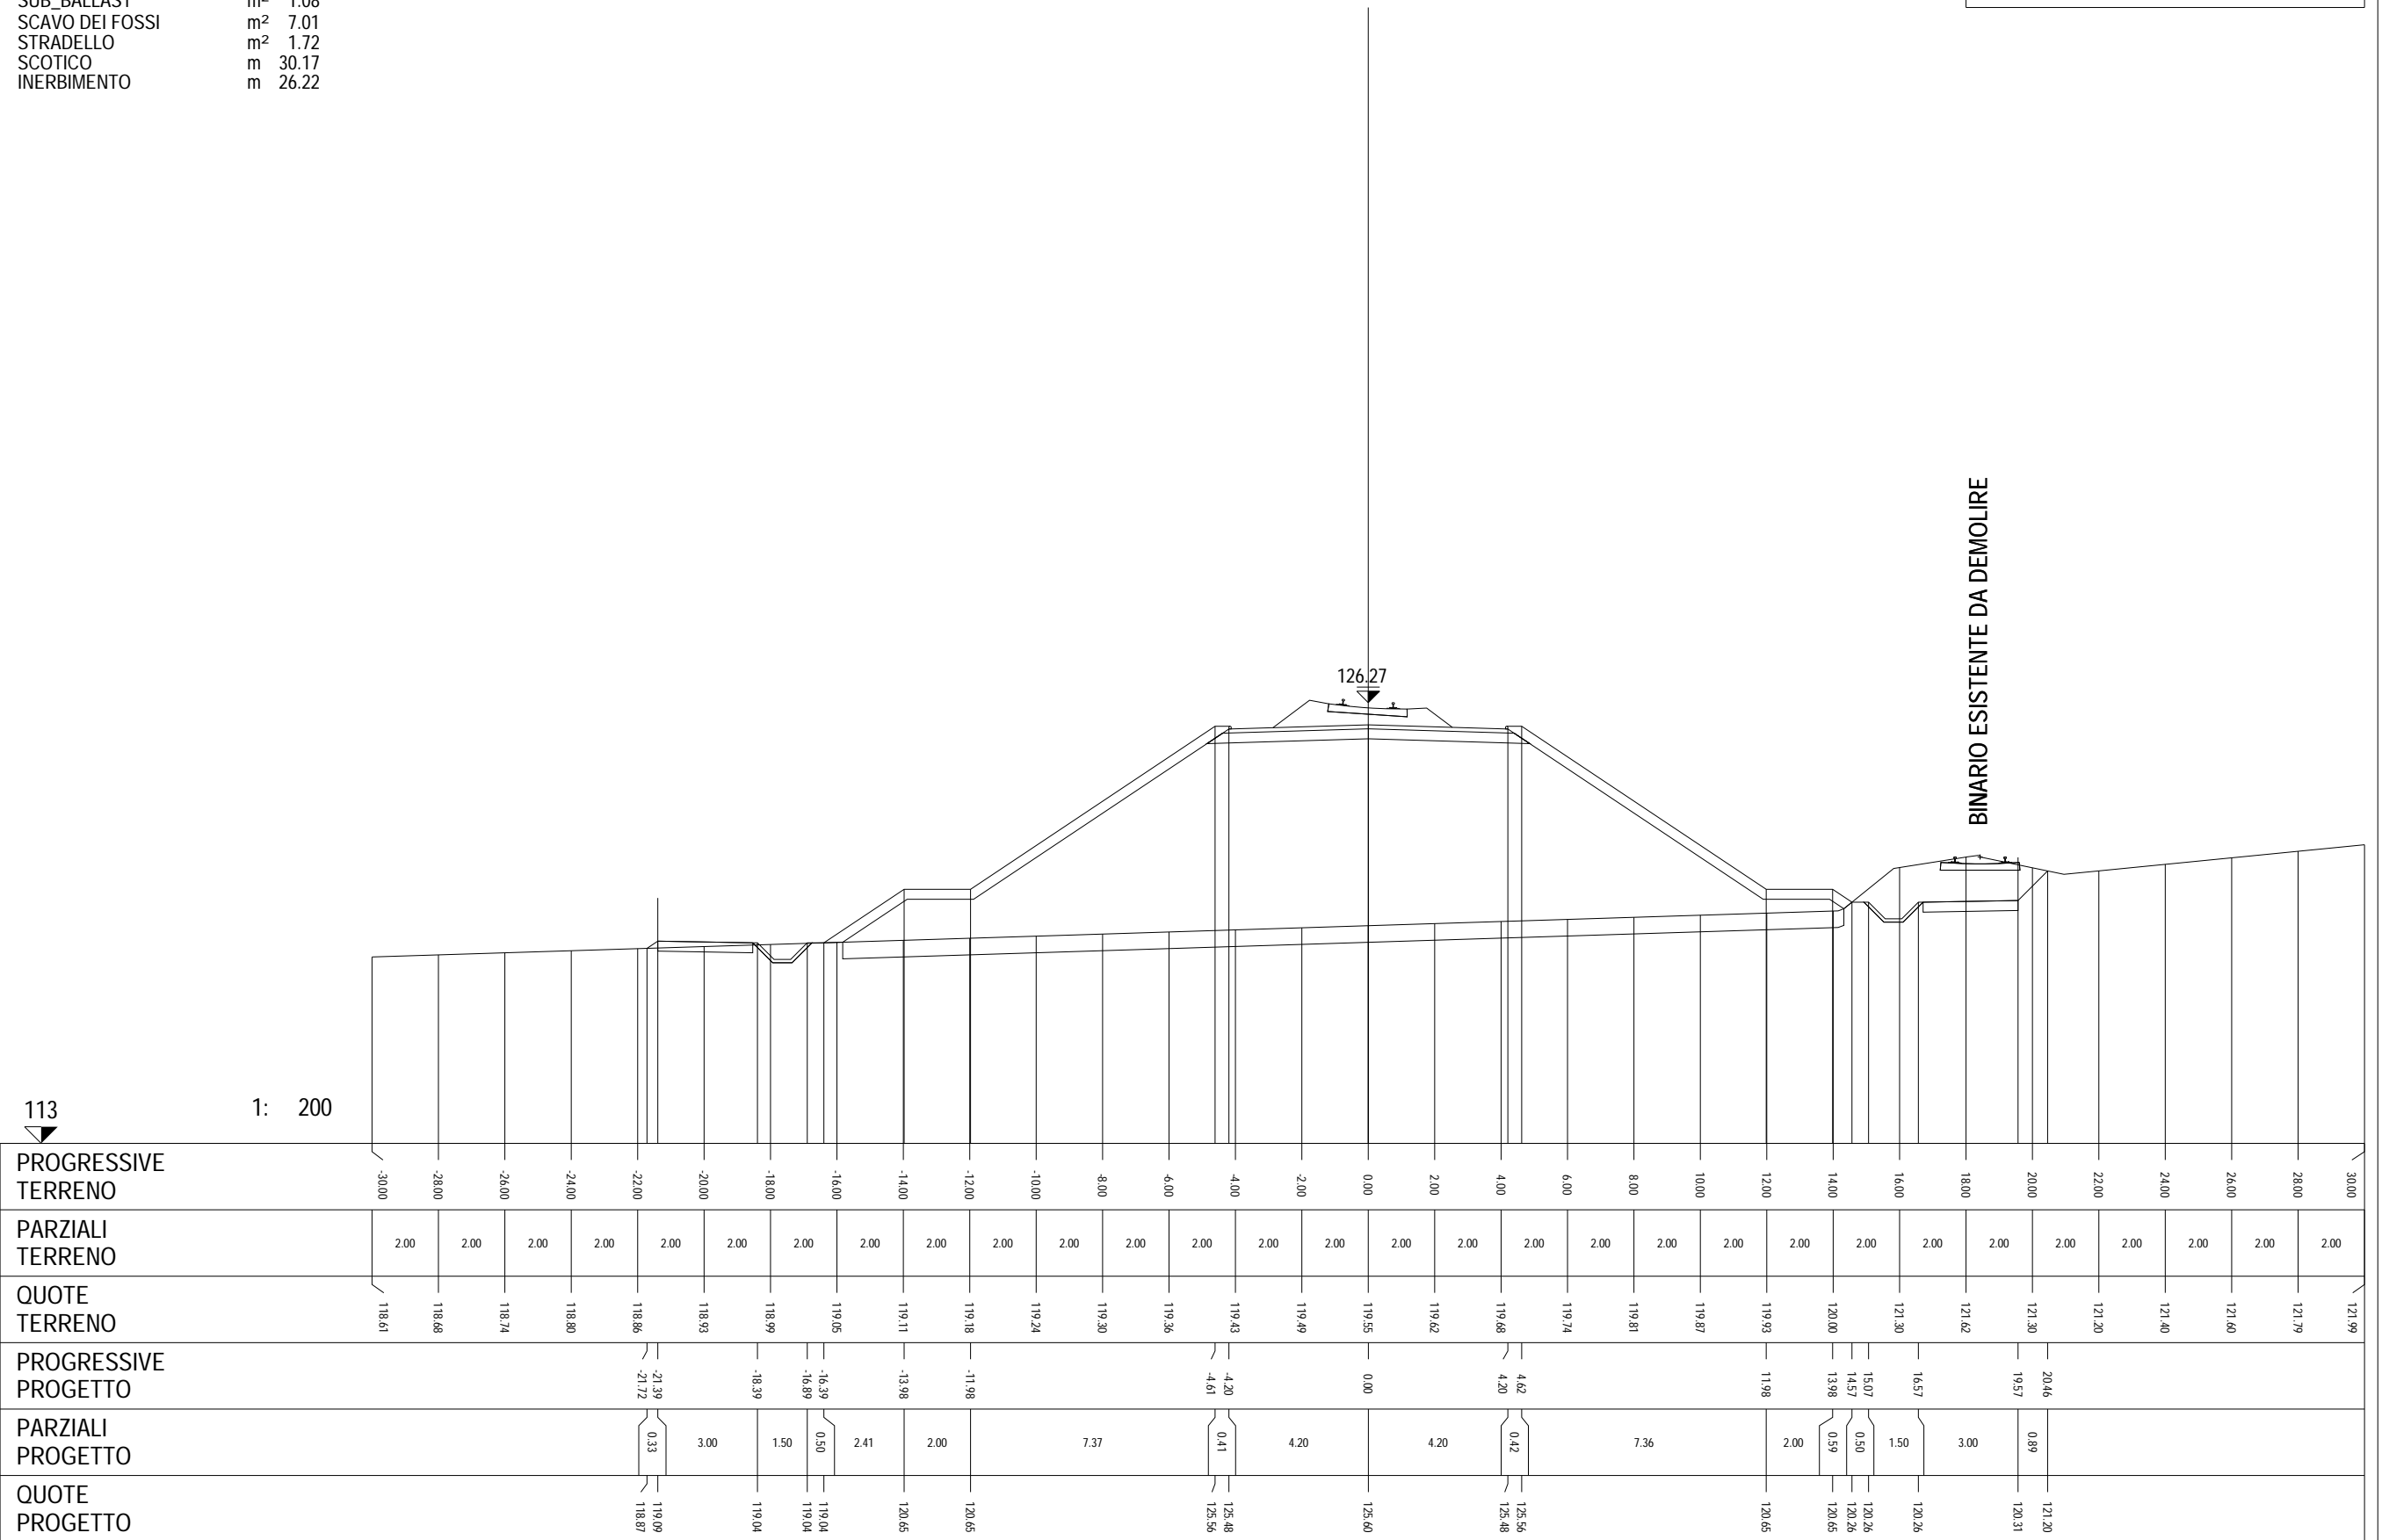 SUB_BALLAST m² 1.08
SCAVO DEI FOSSI m² 7.01
STRADELLO m² 1.72
SCOTICO m 30.17
INERBIMENTO m 26.22
BINARIO ESISTENTE DA DEMOLIRE
126.27
113 1: 200
PROGRESSIVE
TERRENO
-30.00 -28.00 -26.00 -24.00 -22.00 -20.00 -18.00 -16.00 -14.00 -12.00 -10.00 -8.00 -6.00 -4.00 -2.00 0.00 2.00 4.00 6.00 8.00 10.00 12.00 14.00 16.00 18.00 20.00 22.00 24.00 26.00 28.00 30.00
PARZIALI
TERRENO
2.00 2.00 2.00 2.00 2.00 2.00 2.00 2.00 2.00 2.00 2.00 2.00 2.00 2.00 2.00 2.00 2.00 2.00 2.00 2.00 2.00 2.00 2.00 2.00 2.00 2.00 2.00 2.00 2.00 2.00
QUOTE
TERRENO
118.61 118.68 118.74 118.80 118.86 118.93 118.99 119.05 119.11 119.18 119.24 119.30 119.36 119.43 119.49 119.55 119.62 119.68 119.74 119.81 119.87 119.93 120.00 121.30 121.62 121.30 121.20 121.40 121.60 121.79 121.99
PROGRESSIVE
PROGETTO
-21.72 -21.39 -18.39 -16.89 -16.39 -13.98 -11.98 -4.61 -4.20 0.00 4.20 4.62 11.98 13.98 14.57 15.07 16.57 19.57 20.46
PARZIALI
PROGETTO
0.33 3.00 1.50 0.50 2.41 2.00 7.37 0.41 4.20 4.20 0.42 7.36 2.00 0.59 0.50 1.50 3.00 0.89
QUOTE
PROGETTO
118.87 119.09 119.04 119.04 119.04 120.65 120.65 125.56 125.48 125.60 125.48 125.56 120.65 120.65 120.26 120.26 120.26 120.31 121.20